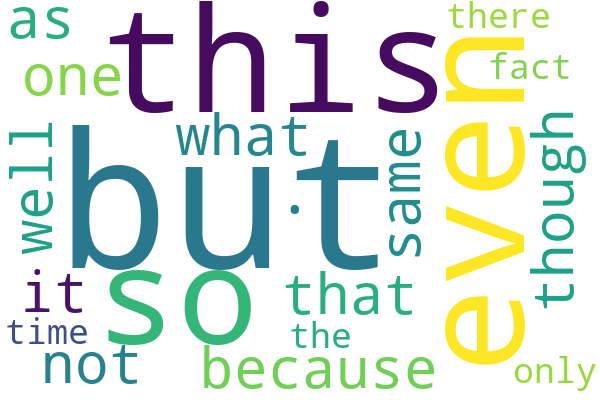 as
this
there
one
fact
even
what
well
but
same
though
.
it
so
that
time
the
not
because
only